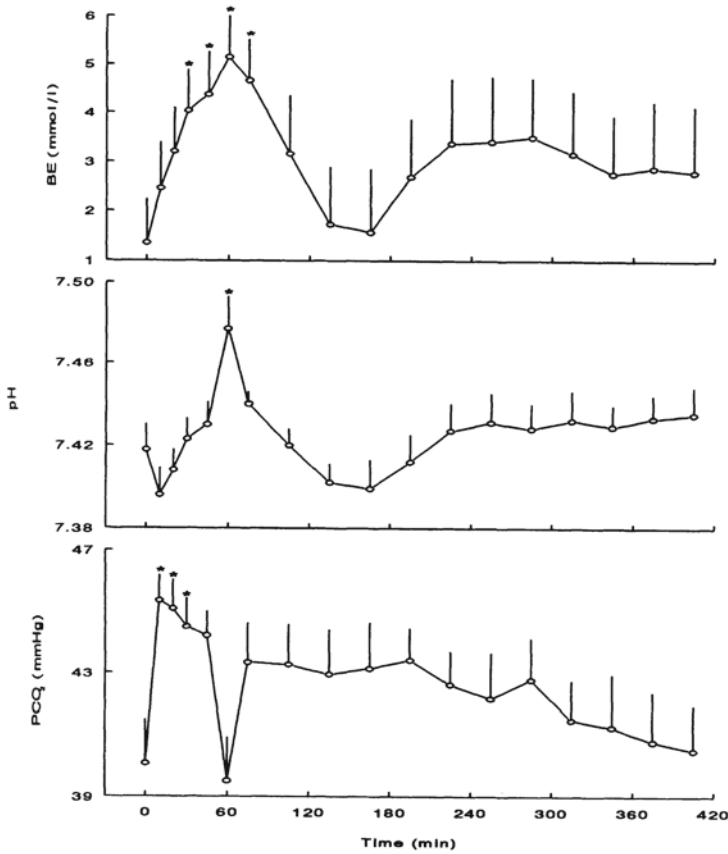 BE (mmol/l)
6
5
4
3
2
1
* * * *
pH
7.50
7.46
7.42
7.38
*
PCO₂ (mmHg)
47
43
39
* * *
0 60 120 180 240 300 360 420
Time (min)